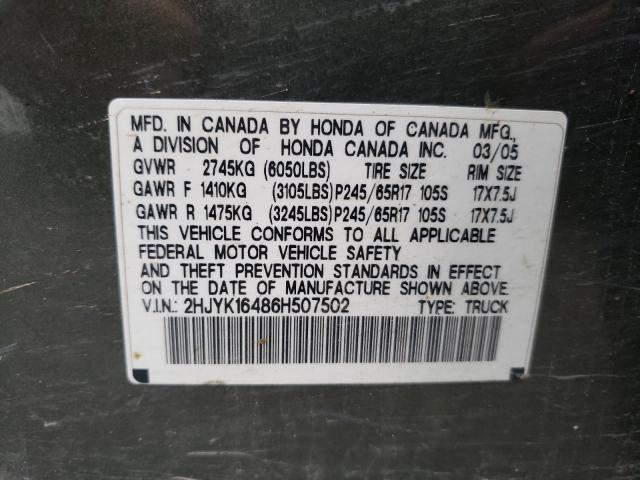 MFD. IN CANADA BY HONDA OF CANADA MFG.,
A DIVISION OF HONDA CANADA INC. 03/05
GVWR 2745KG (6050LBS) TIRE SIZE RIM SIZE
GAWR F 1410KG (3105LBS) P245/65R17 105S 17X7.5J
GAWR R 1475KG (3245LBS) P245/65R17 105S 17X7.5J
THIS VEHICLE CONFORMS TO ALL APPLICABLE
FEDERAL MOTOR VEHICLE SAFETY
AND THEFT PREVENTION STANDARDS IN EFFECT
ON THE DATE OF MANUFACTURE SHOWN ABOVE.
V.I.N.: 2HJYK16486H507502 TYPE: TRUCK